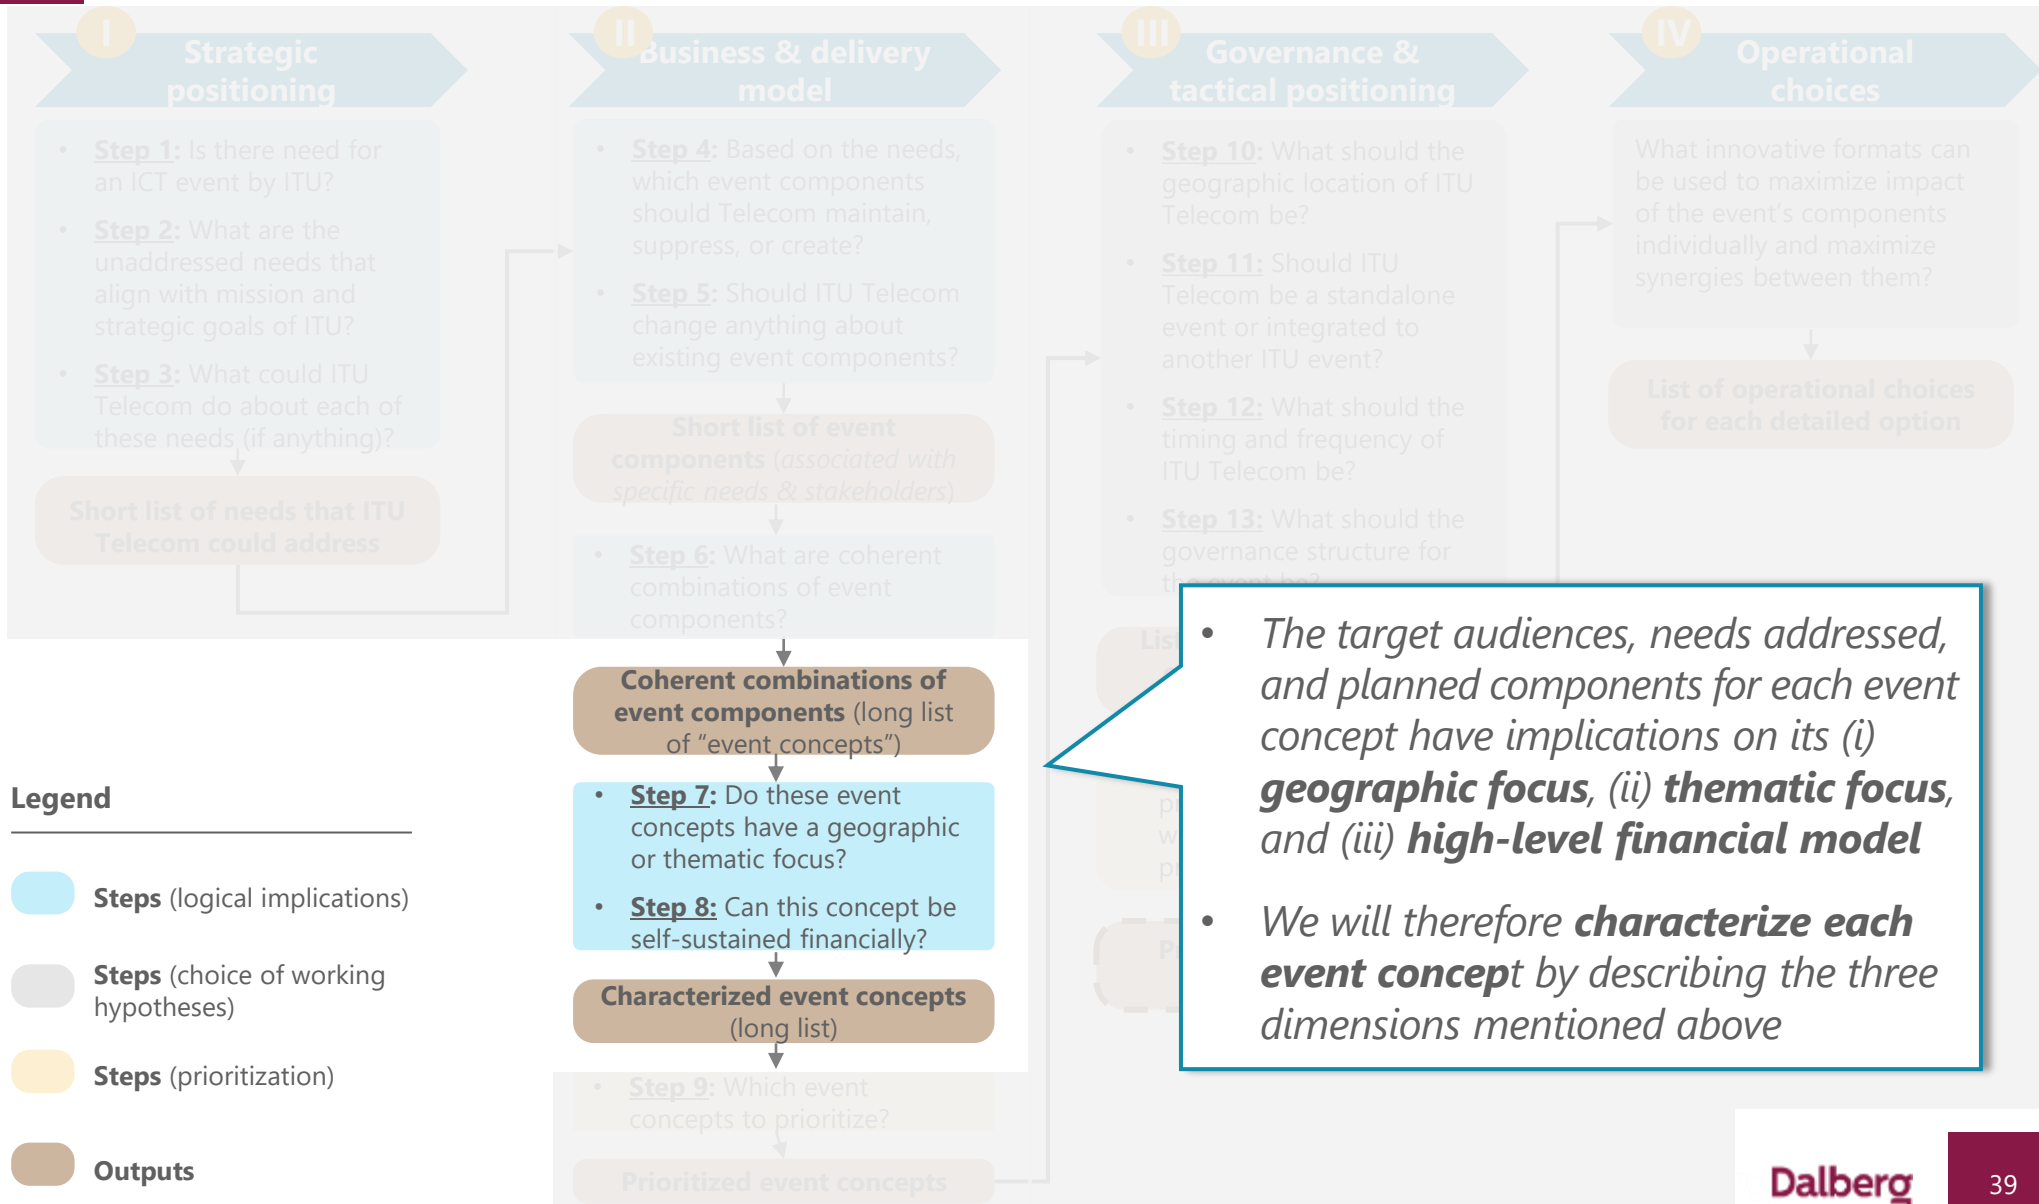 I
Strategic
positioning
• Step 1: Is there need for
an ICT event by ITU?
• Step 2: What are the
unaddressed needs that
align with mission and
strategic goals of ITU?
• Step 3: What could ITU
Telecom do about each of
these needs (if anything)?
Short list of needs that ITU
Telecom could address
II
Business & delivery
model
• Step 4: Based on the needs,
which event components
should Telecom maintain,
suppress, or create?
• Step 5: Should ITU Telecom
change anything about
existing event components?
Short list of event
components (associated with
specific needs & stakeholders)
• Step 6: What are coherent
combinations of event
components?
Coherent combinations of
event components (long list
of “event concepts”)
• Step 7: Do these event
concepts have a geographic
or thematic focus?
• Step 8: Can this concept be
self-sustained financially?
Characterized event concepts
(long list)
• Step 9: Which event
concepts to prioritize?
Prioritized event concepts
III
Governance &
tactical positioning
• Step 10: What should the
geographic location of ITU
Telecom be?
• Step 11: Should ITU
Telecom be a standalone
event or integrated to
another ITU event?
• Step 12: What should the
timing and frequency of
ITU Telecom be?
• Step 13: What should the
governance structure for
the event be?
IV
Operational
choices
What innovative formats can
be used to maximize impact
of the event's components
individually and maximize
synergies between them?
List of operational choices
for each detailed option
• The target audiences, needs addressed,
and planned components for each event
concept have implications on its (i)
geographic focus, (ii) thematic focus,
and (iii) high-level financial model
• We will therefore characterize each
event concept by describing the three
dimensions mentioned above
Legend
Steps (logical implications)
Steps (choice of working
hypotheses)
Steps (prioritization)
Outputs
Dalberg
39